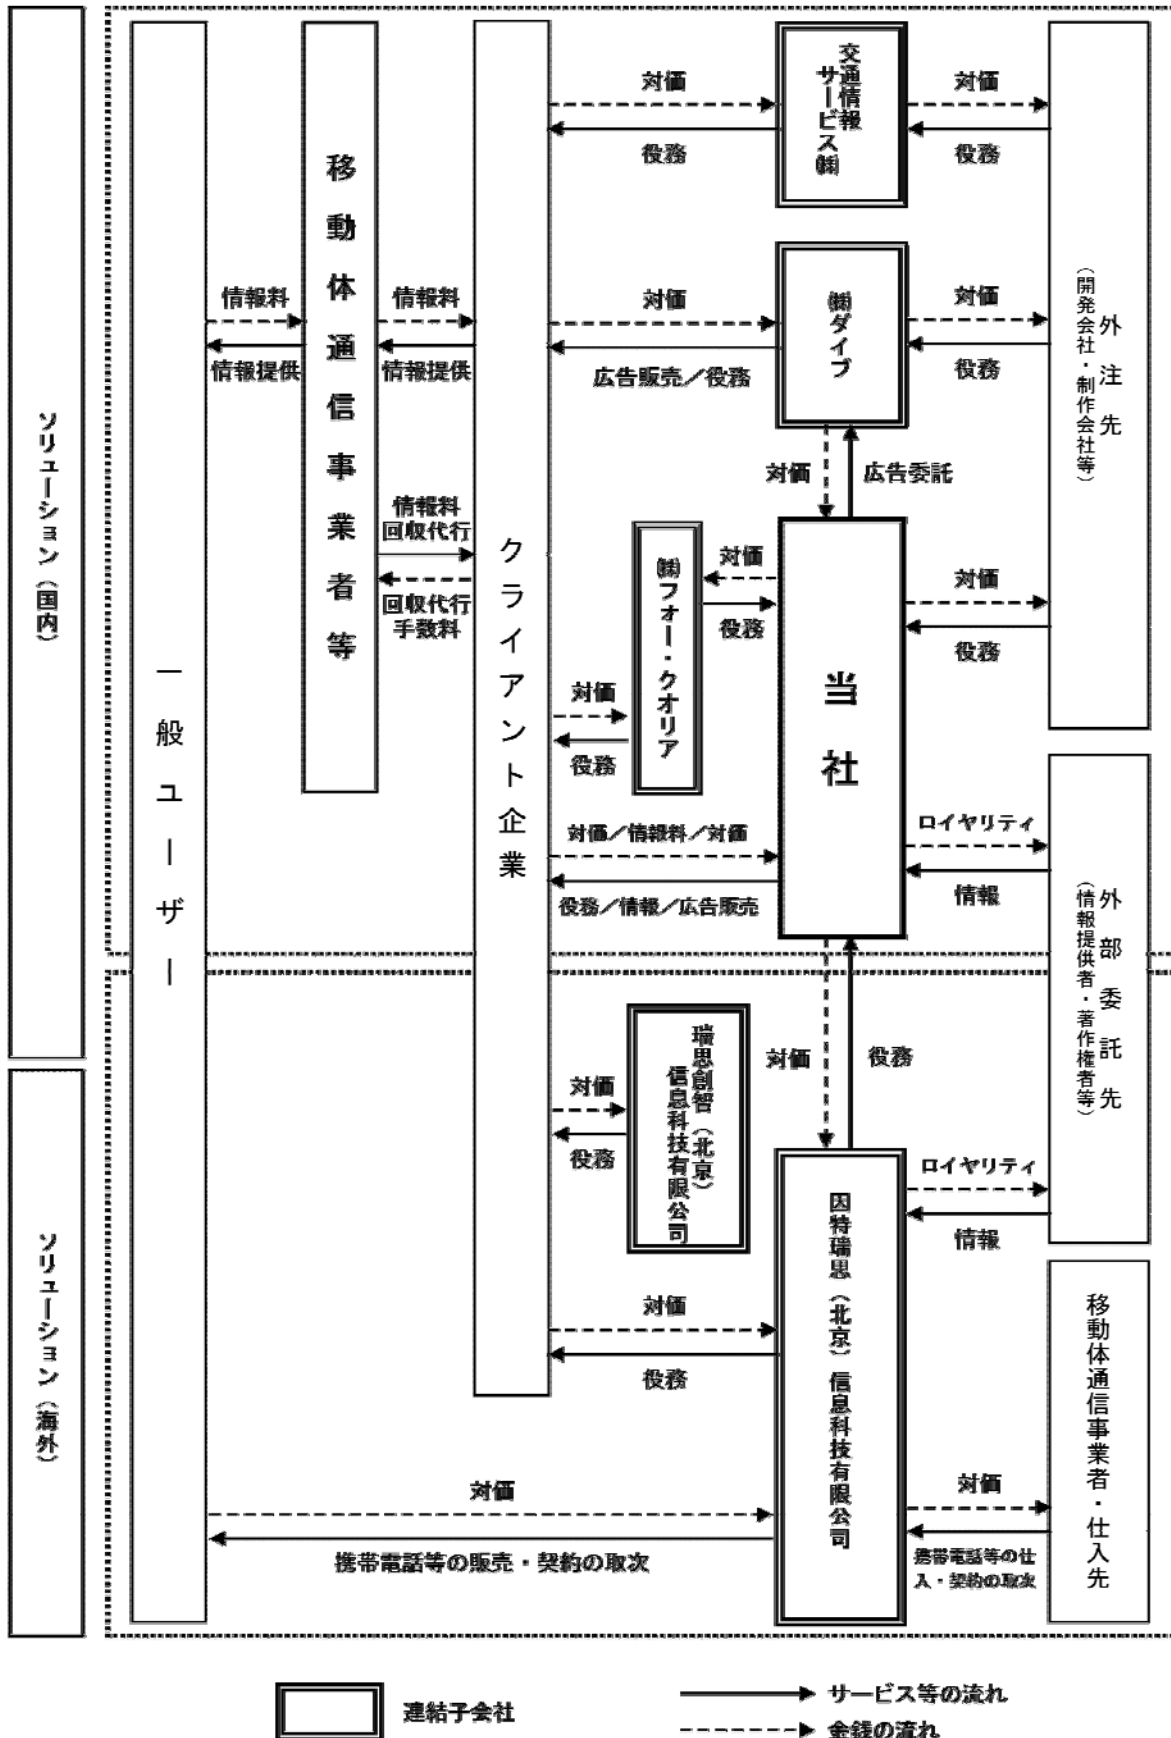 ソリューション（国内）
ソリューション（海外）
一般ユーザー
移動体通信事業者等
クライアント企業
交通情報
サービス㈱
㈱ダイブ
㈱フォー・クオリア
当社
瑞思創智（北京）
信息科技有限公司
因特瑞思（北京）信息科技有限公司
外注先
（開発会社・制作会社等）
外部委託先
（情報提供者・著作権者等）
移動体通信事業者・仕入先
対価
役務
対価
役務
情報料
情報提供
情報料
情報提供
対価
広告販売／役務
対価
役務
対価
広告委託
情報料
回収代行
回収代行
手数料
対価
役務
対価
役務
対価
役務
対価／情報料／対価
役務／情報／広告販売
ロイヤリティ
情報
対価
役務
対価
役務
ロイヤリティ
情報
対価
役務
対価
携帯電話等の販売・契約の取次
対価
携帯電話等の仕
入・契約の取次
連結子会社
サービス等の流れ
金銭の流れ